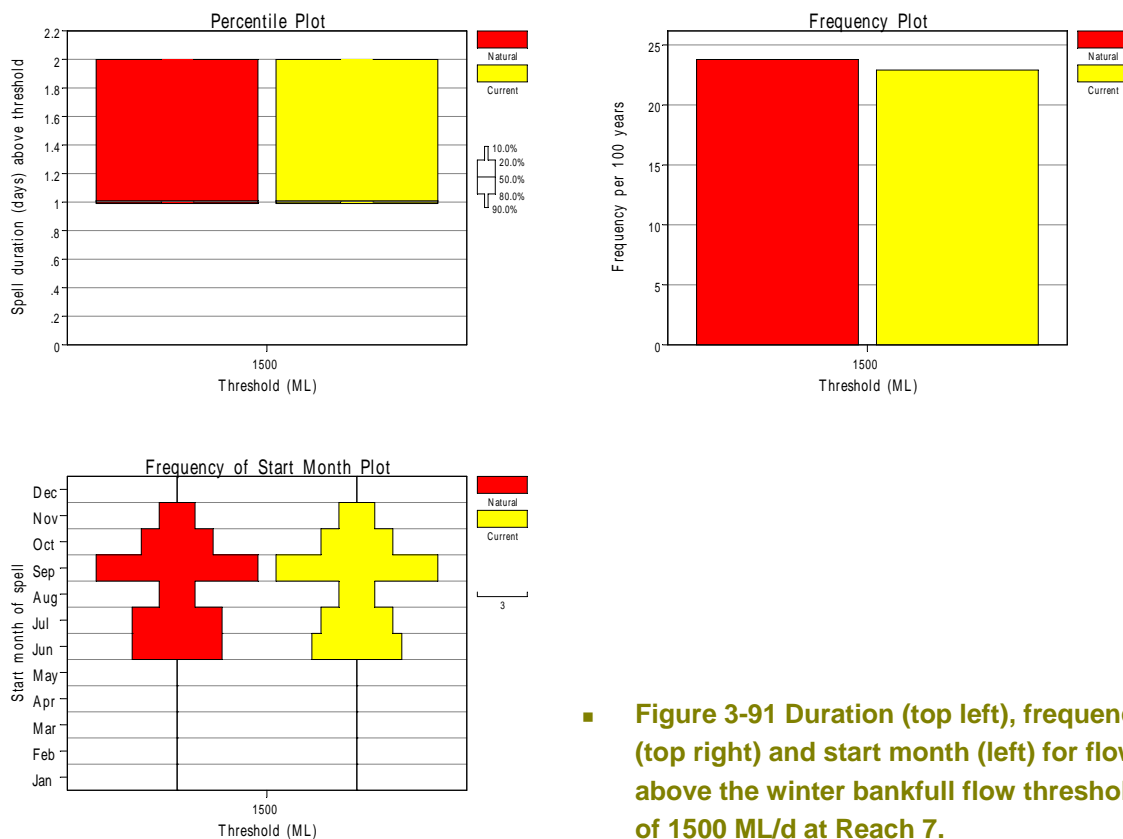 Percentile Plot
2.2
2
1.8
1.6
1.4
1.2
1
.8
.6
.4
.2
0
Spell duration (days) above threshold
1500
Threshold (ML)
Natural
Current
10.0%
20.0%
50.0%
80.0%
90.0%
Frequency Plot
25
20
15
10
5
0
Frequency per 100 years
1500
Threshold (ML)
Natural
Current
Frequency of Start Month Plot
Dec
Nov
Oct
Sep
Aug
Jul
Jun
May
Apr
Mar
Feb
Jan
Start month of spell
1500
Threshold (ML)
Natural
Current
3
Figure 3-91 Duration (top left), frequenc
(top right) and start month (left) for flow
above the winter bankfull flow threshol
of 1500 ML/d at Reach 7.